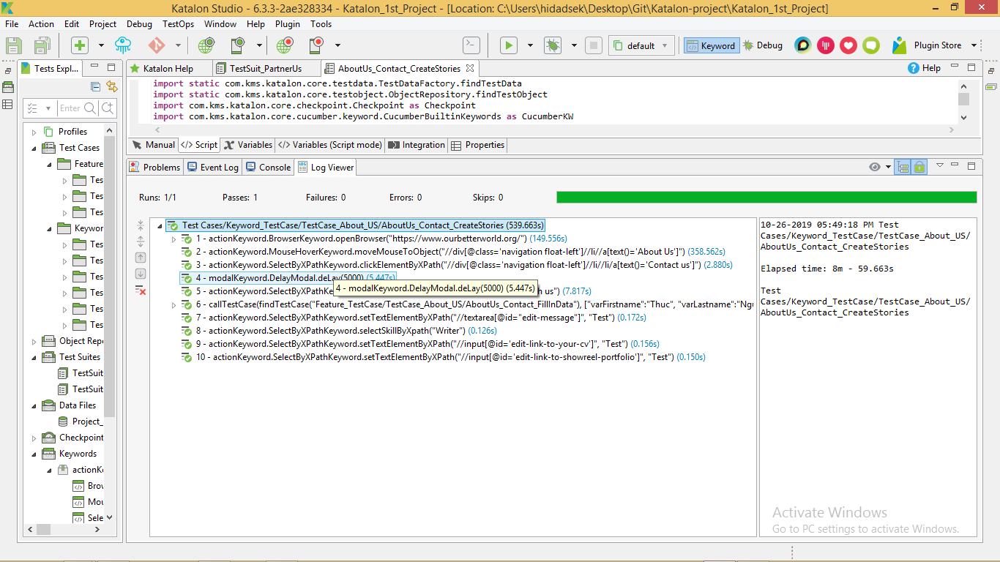 Katalon Studio - 6.3.3-2ae328334 - Katalon_1st_Project - [Location: C:\Users\hidadsek\Desktop\Git\Katalon-project\Katalon_1st_Project]
File Action Edit Project Debug TestOps Window Help Plugin Tools
default Keyword Debug Plugin Store
Tests Expl... Katalon Help TestSuit_PartnerUs AboutUs_Contact_CreateStories Help
import static com.kms.katalon.core.testdata.TestDataFactory.findTestData
import static com.kms.katalon.core.testobject.ObjectRepository.findTestObject
import com.kms.katalon.core.checkpoint.Checkpoint as Checkpoint
import com.kms.katalon.core.cucumber.keyword.CucumberBuiltinKeywords as CucumberKW
Manual </> Script Variables </> Variables (Script mode) Integration Properties
Problems Event Log Console Log Viewer
Runs: 1/1 Passes: 1 Failures: 0 Errors: 0 Skips: 0
Enter
Profiles
Test Cases
Feature
Tes
Tes
Tes
Keywor
Tes
Tes
Tes
Tes
Tes
Tes
Object Repo
Test Suites
TestSuit
TestSuit
Data Files
Project_
Checkpoint
Keywords
actionKe
Brow
Mou
Sele
Test Cases/Keyword_TestCase/TestCase_About_US/AboutUs_Contact_CreateStories (539.663s)
1 - actionKeyword.BrowserKeyword.openBrowser("https://www.ourbetterworld.org/") (149.556s)
2 - actionKeyword.MouseHoverKeyword.moveMouseToObject("//div[@class='navigation float-left']//li//a[text()='About Us']") (358.562s)
3 - actionKeyword.SelectByXPathKeyword.clickElementByXPath("//div[@class='navigation float-left']//li//a[text()='Contact us']") (2.880s)
4 - modalKeyword.DelayModal.deLay(5000) (5.447s)
4 - modalKeyword.DelayModal.deLay(5000) (5.447s)
5 - actionKeyword.SelectByXPathKe h us") (7.817s)
6 - callTestCase(findTestCase("Feature_TestCase/TestCase_About_US/AboutUs_Contact_FillInData"), ["varFirstname":"Thuc", "varLastname":"Ngu
7 - actionKeyword.SelectByXPathKeyword.setTextElementByXPath("//textarea[@id="edit-message"]", "Test") (0.172s)
8 - actionKeyword.SelectByXPathKeyword.selectSkillByXpath("Writer") (0.126s)
9 - actionKeyword.SelectByXPathKeyword.setTextElementByXPath("//input[@id='edit-link-to-your-cv']", "Test") (0.156s)
10 - actionKeyword.SelectByXPathKeyword.setTextElementByXPath("//input[@id='edit-link-to-showreel-portfolio']", "Test") (0.150s)
10-26-2019 05:49:18 PM Test
Cases/Keyword_TestCase/TestCase_About_US/
AboutUs_Contact_CreateStories
Elapsed time: 8m - 59.663s
Test
Cases/Keyword_TestCase/TestCase_About_US/
AboutUs_Contact_CreateStories
Activate Windows
Go to PC settings to activate Windows.